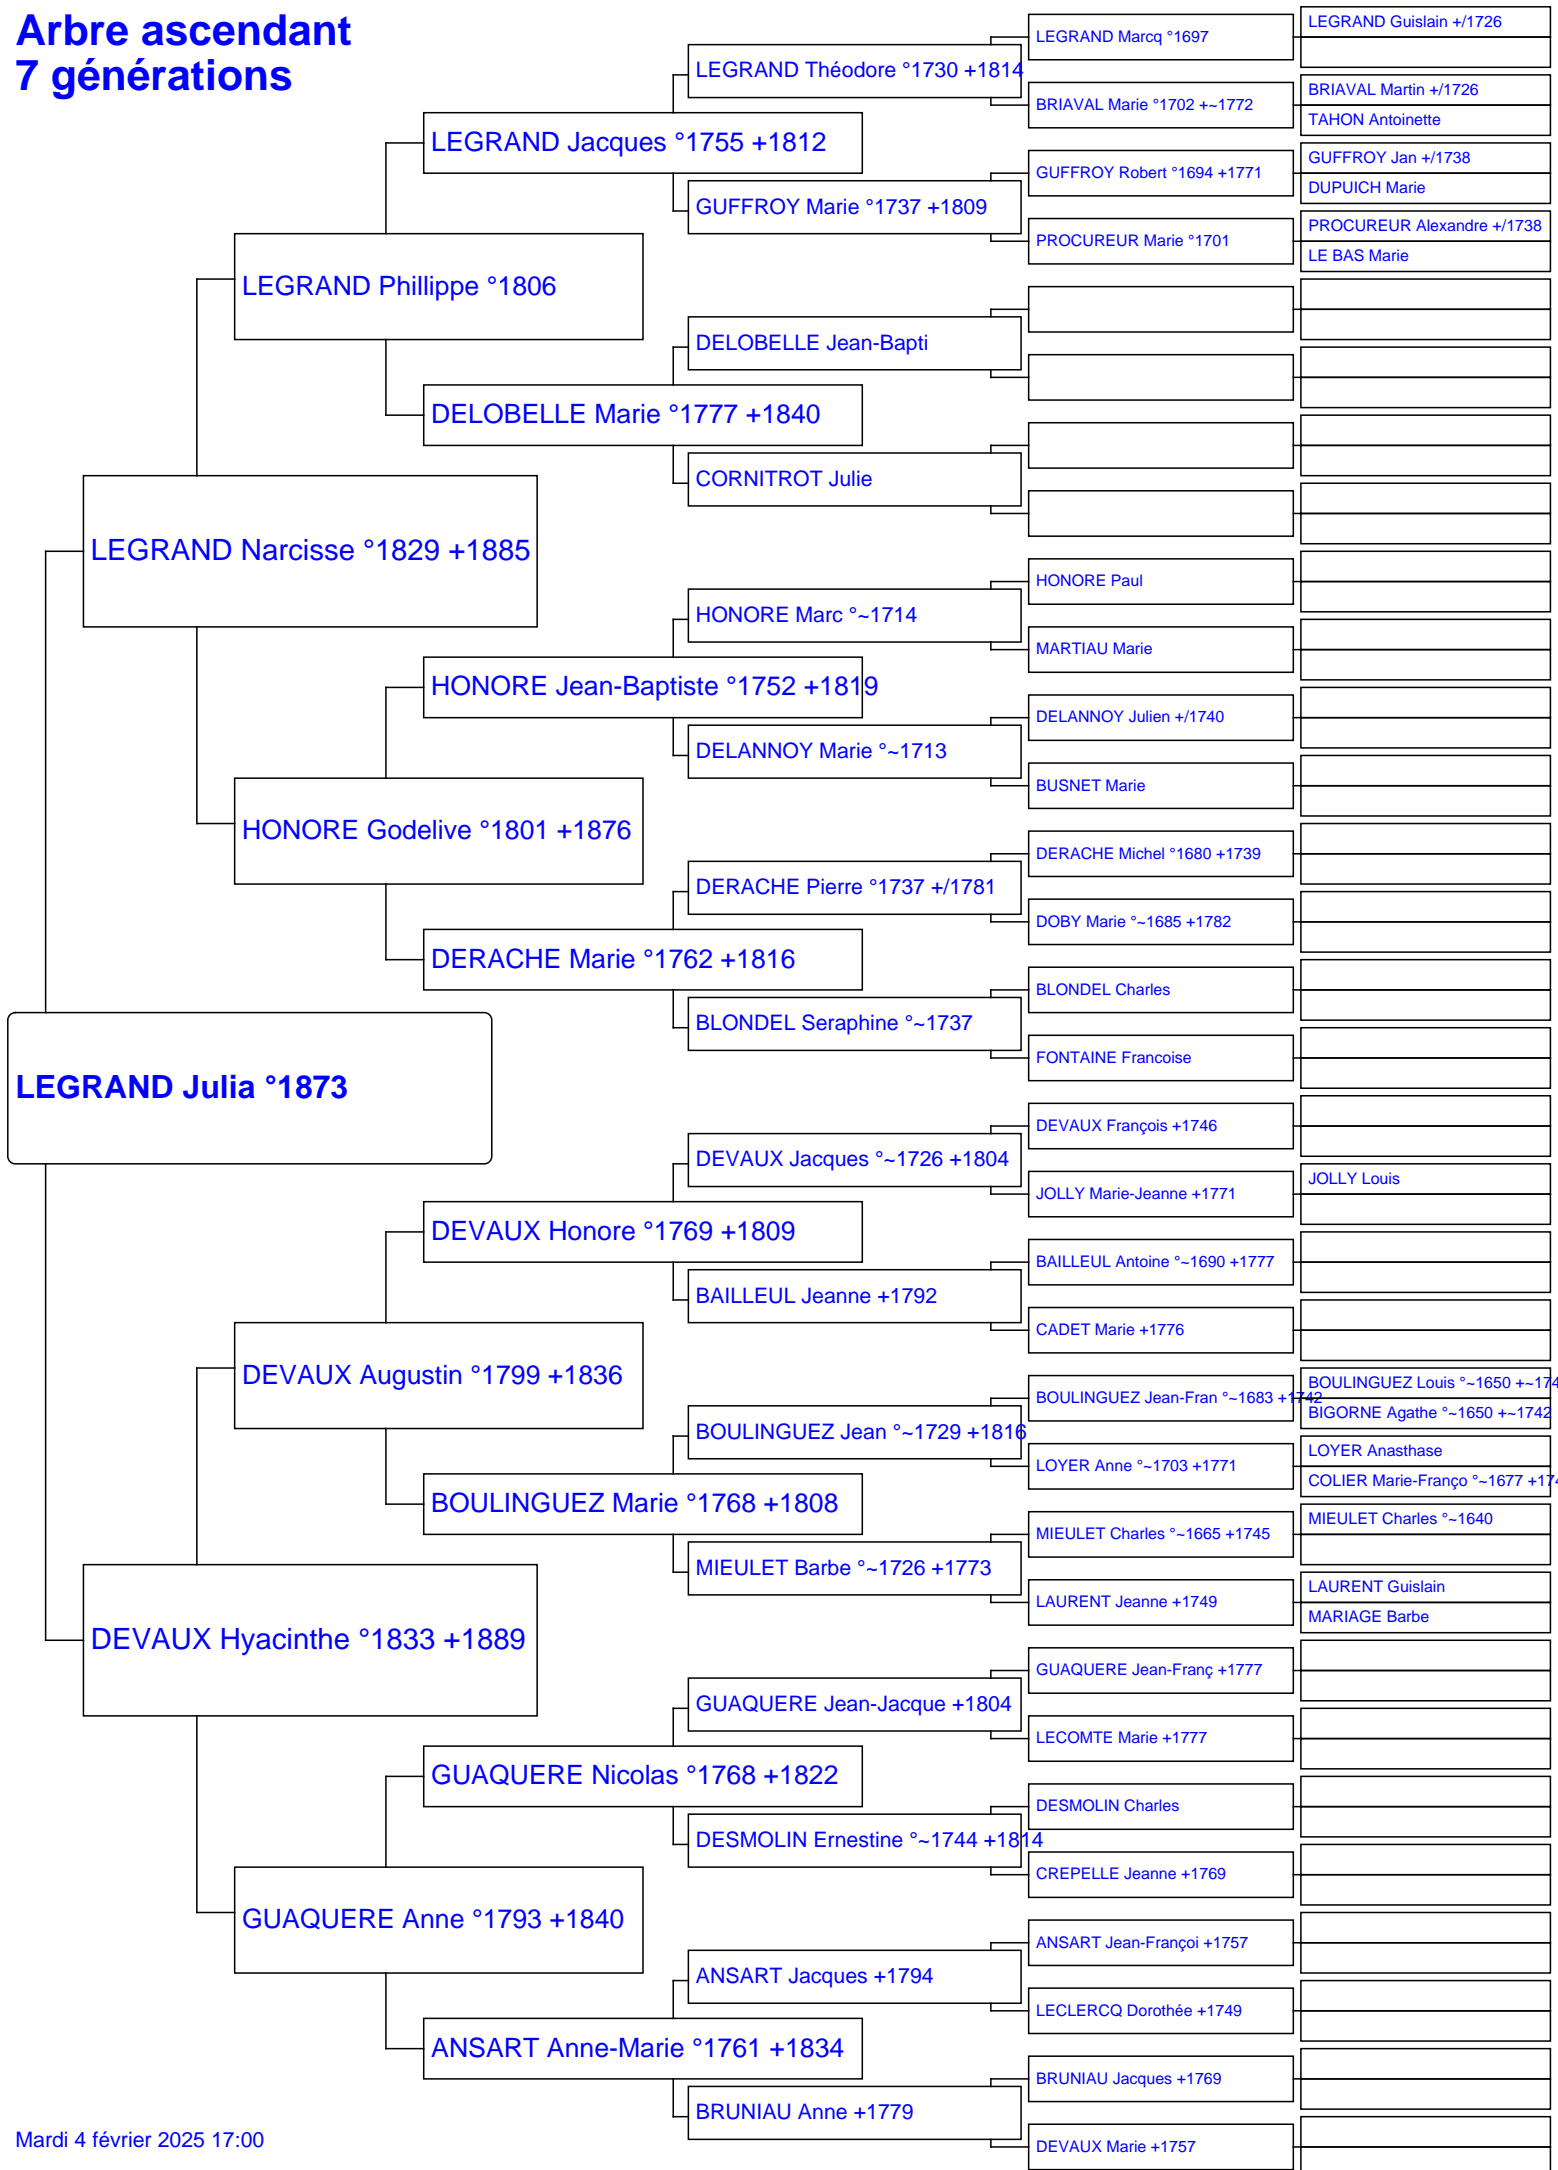 Arbre ascendant
7 générations
LEGRAND Julia °1873
LEGRAND Narcisse °1829 +1885
DEVAUX Hyacinthe °1833 +1889
LEGRAND Phillippe °1806
HONORE Godelive °1801 +1876
DEVAUX Augustin °1799 +1836
GUAQUERE Anne °1793 +1840
LEGRAND Jacques °1755 +1812
DELOBELLE Marie °1777 +1840
HONORE Jean-Baptiste °1752 +1819
DERACHE Marie °1762 +1816
DEVAUX Honore °1769 +1809
BOULINGUEZ Marie °1768 +1808
GUAQUERE Nicolas °1768 +1822
ANSART Anne-Marie °1761 +1834
LEGRAND Théodore °1730 +1814
GUFFROY Marie °1737 +1809
DELOBELLE Jean-Bapti
CORNITROT Julie
HONORE Marc °~1714
DELANNOY Marie °~1713
DERACHE Pierre °1737 +/1781
BLONDEL Seraphine °~1737
DEVAUX Jacques °~1726 +1804
BAILLEUL Jeanne +1792
BOULINGUEZ Jean °~1729 +1816
MIEULET Barbe °~1726 +1773
GUAQUERE Jean-Jacque +1804
DESMOLIN Ernestine °~1744 +1814
ANSART Jacques +1794
BRUNIAU Anne +1779
LEGRAND Marcq °1697
BRIAVAL Marie °1702 +~1772
GUFFROY Robert °1694 +1771
PROCUREUR Marie °1701
HONORE Paul
MARTIAU Marie
DELANNOY Julien +/1740
BUSNET Marie
DERACHE Michel °1680 +1739
DOBY Marie °~1685 +1782
BLONDEL Charles
FONTAINE Francoise
DEVAUX François +1746
JOLLY Marie-Jeanne +1771
BAILLEUL Antoine °~1690 +1777
CADET Marie +1776
BOULINGUEZ Jean-Fran °~1683 +1742
LOYER Anne °~1703 +1771
MIEULET Charles °~1665 +1745
LAURENT Jeanne +1749
GUAQUERE Jean-Franç +1777
LECOMTE Marie +1777
DESMOLIN Charles
CREPELLE Jeanne +1769
ANSART Jean-Françoi +1757
LECLERCQ Dorothée +1749
BRUNIAU Jacques +1769
DEVAUX Marie +1757
LEGRAND Guislain +/1726
BRIAVAL Martin +/1726
TAHON Antoinette
GUFFROY Jan +/1738
DUPUICH Marie
PROCUREUR Alexandre +/1738
LE BAS Marie
JOLLY Louis
BOULINGUEZ Louis °~1650 +~174
BIGORNE Agathe °~1650 +~1742
LOYER Anasthase
COLIER Marie-Franço °~1677 +174
MIEULET Charles °~1640
LAURENT Guislain
MARIAGE Barbe
Mardi 4 février 2025 17:00